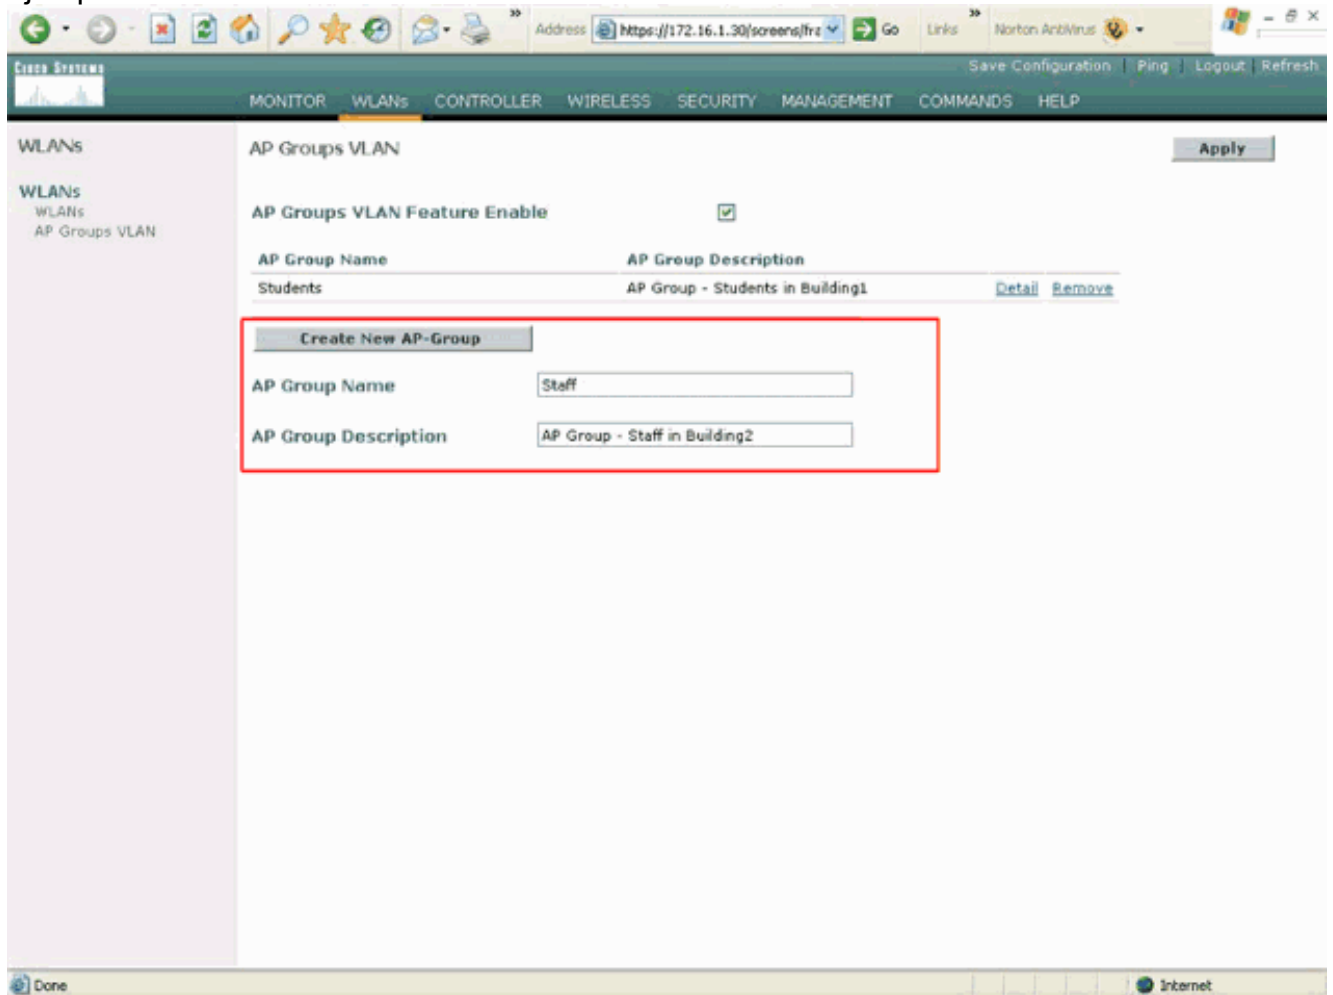 »
Address https://172.16.1.30/screens/fra Go Links » Norton AntiVirus
CISCO SYSTEMS
Save Configuration | Ping | Logout | Refresh
MONITOR WLANs CONTROLLER WIRELESS SECURITY MANAGEMENT COMMANDS HELP
WLANs
AP Groups VLAN
Apply
WLANs
WLANs
AP Groups VLAN
AP Groups VLAN Feature Enable
AP Group Name AP Group Description
Students AP Group - Students in Building1 Detail Remove
Create New AP-Group
AP Group Name Staff
AP Group Description AP Group - Staff in Building2
Done
Internet